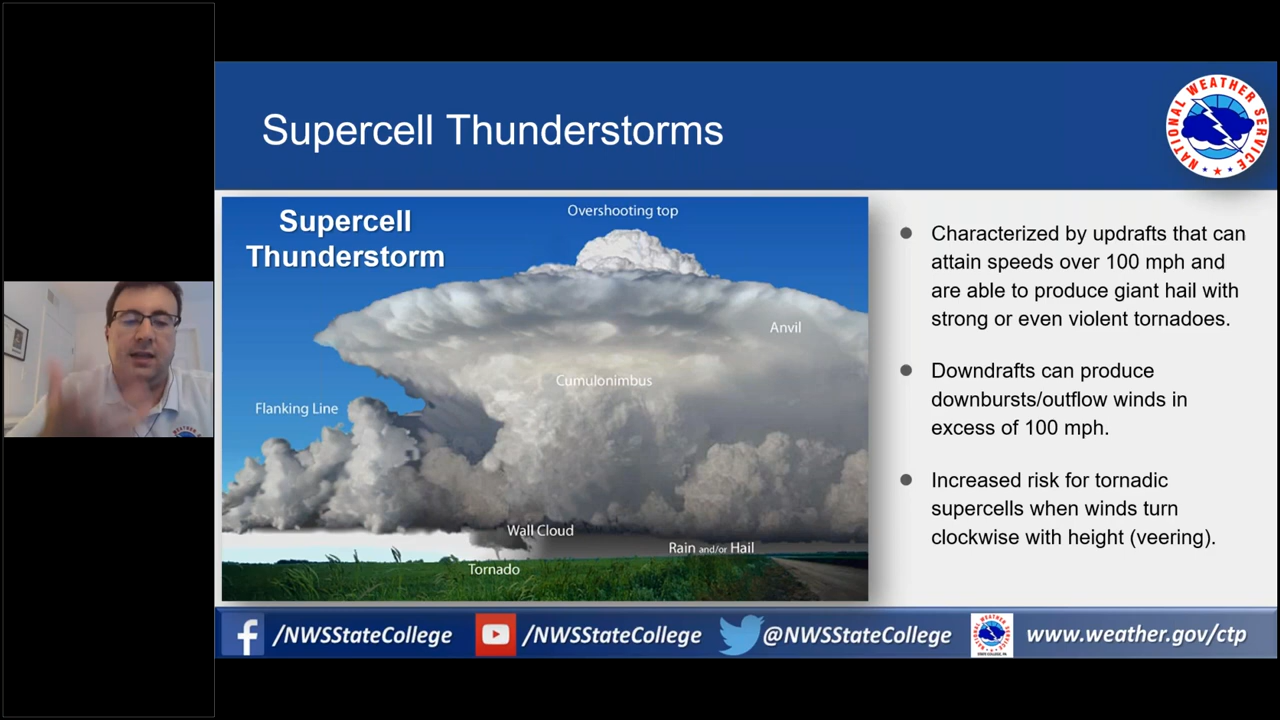 Supercell Thunderstorms
NATIONAL WEATHER SERVICE
Supercell
Thunderstorm
Overshooting top
Anvil
Cumulonimbus
Flanking Line
Wall Cloud
Rain and/or Hail
Tornado
Characterized by updrafts that can
attain speeds over 100 mph and
are able to produce giant hail with
strong or even violent tornadoes.
Downdrafts can produce
downbursts/outflow winds in
excess of 100 mph.
Increased risk for tornadic
supercells when winds turn
clockwise with height (veering).
/NWSStateCollege
/NWSStateCollege
@NWSStateCollege
www.weather.gov/ctp